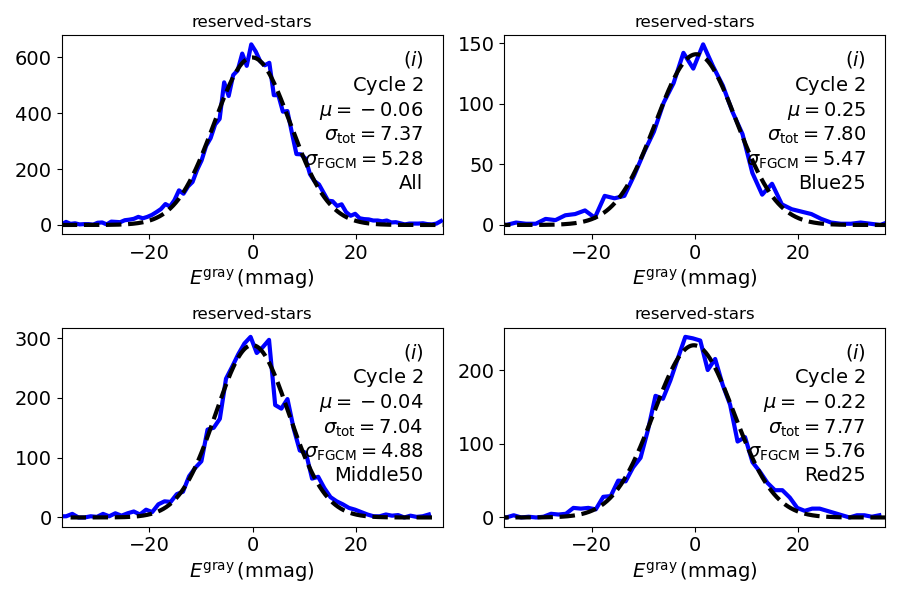 reserved-stars
600
400
200
0
−20
0
20
E^gray (mmag)
(i)
Cycle 2
μ = −0.06
σ_tot = 7.37
σ_FGCM = 5.28
All
reserved-stars
150
100
50
0
−20
0
20
E^gray (mmag)
(i)
Cycle 2
μ = 0.25
σ_tot = 7.80
σ_FGCM = 5.47
Blue25
reserved-stars
300
200
100
0
−20
0
20
E^gray (mmag)
(i)
Cycle 2
μ = −0.04
σ_tot = 7.04
σ_FGCM = 4.88
Middle50
reserved-stars
200
100
0
−20
0
20
E^gray (mmag)
(i)
Cycle 2
μ = −0.22
σ_tot = 7.77
σ_FGCM = 5.76
Red25